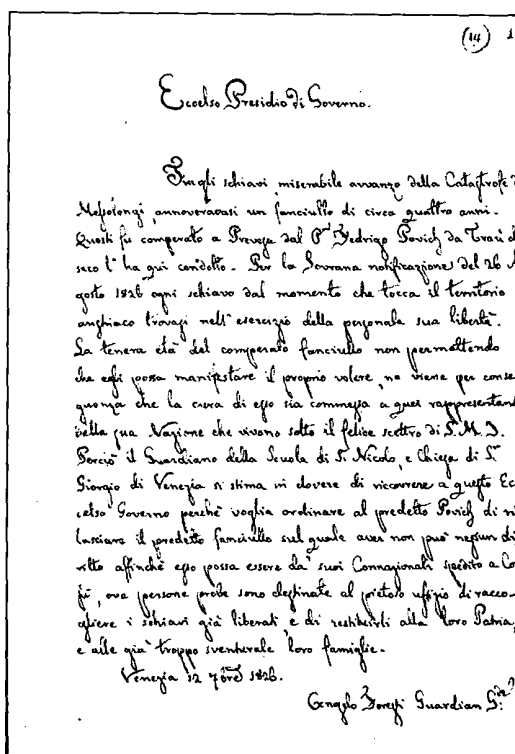 (14) 1
Eccelso Presidio di Governo.
Fra gli schiavi, miserabile avanzo della Catastrofe d
Messolongi, annoveravasi un fanciullo di circa quattro anni.
Questi fu comperato a Prevesa dal Pn Fedrigo Povich da Traù ch
seco l'ha qui condotto. Per la Sovrana notificazione del 26 A
gosto 1826 ogni schiavo dal momento che tocca il territorio
austriaco trovasi nell'esercizio della personale sua libertà.
La tenera età del comperato fanciullo non permettendo
che essi possa manifestare il proprio volere, ne viene per conse
guenza che la cura di esso sia commessa a quei rappresentant
della sua Nazione che vivono sotto il felice scettro di S. M. I.
Perciò il Guardiano della Scuola di S. Nicolo, e Chiesa di S.
Giorgio di Venezia si stima in dovere di ricorrere a questo Ec
celso Governo perchè voglia ordinare al predetto Povich di ri
lasciare il predetto fanciullo sul quale aver non può nessun di
ritto affinchè esso possa essere da' suoi Connazionali spedito a Co
fù, ove persone probe sono destinate al pietoso uffizio di racco-
gliere i schiavi già liberati, e di restituirli alla loro Patria,
e alle già troppo sventurate loro famiglie.
Venezia 12 7bre 1826.
Angelo Guardian G.